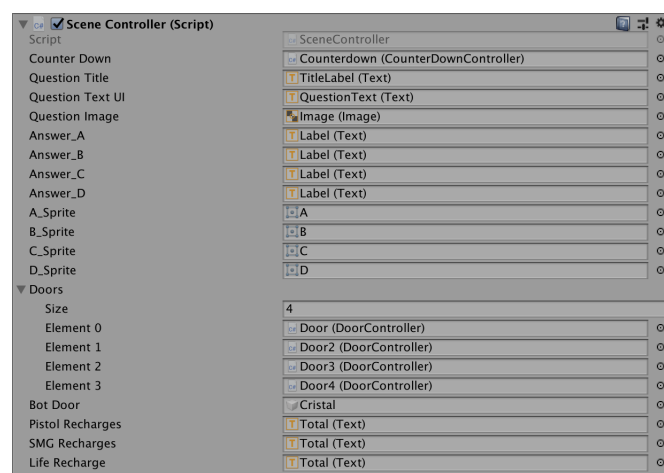 Scene Controller (Script)
Script SceneController
Counter Down Counterdown (CounterDownController)
Question Title TitleLabel (Text)
Question Text UI QuestionText (Text)
Question Image Image (Image)
Answer_A Label (Text)
Answer_B Label (Text)
Answer_C Label (Text)
Answer_D Label (Text)
A_Sprite A
B_Sprite B
C_Sprite C
D_Sprite D
Doors
Size 4
Element 0 Door (DoorController)
Element 1 Door2 (DoorController)
Element 2 Door3 (DoorController)
Element 3 Door4 (DoorController)
Bot Door Cristal
Pistol Recharges Total (Text)
SMG Recharges Total (Text)
Life Recharge Total (Text)